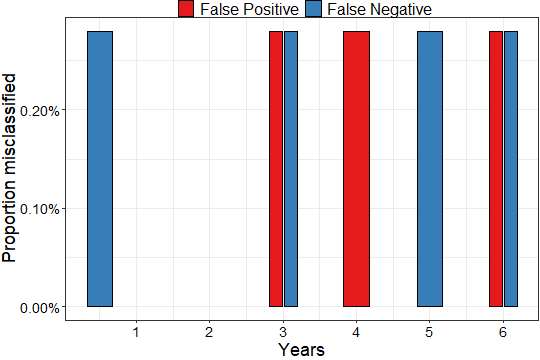 False Positive False Negative
Proportion misclassified
0.20%
0.10%
0.00%
1 2 3 4 5 6
Years